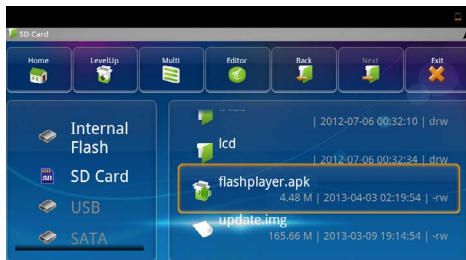 SD Card
Home
LevelUp
Multi
Editor
Back
Next
Exit
Internal
Flash
SD Card
USB
SATA
| 2012-07-06 00:32:10 | drw
lcd
| 2012-07-06 00:32:34 | drw
flashplayer.apk
4.48 M | 2013-04-03 02:19:54 | -rw
update.img
165.66 M | 2013-03-09 19:14:54 | -rw